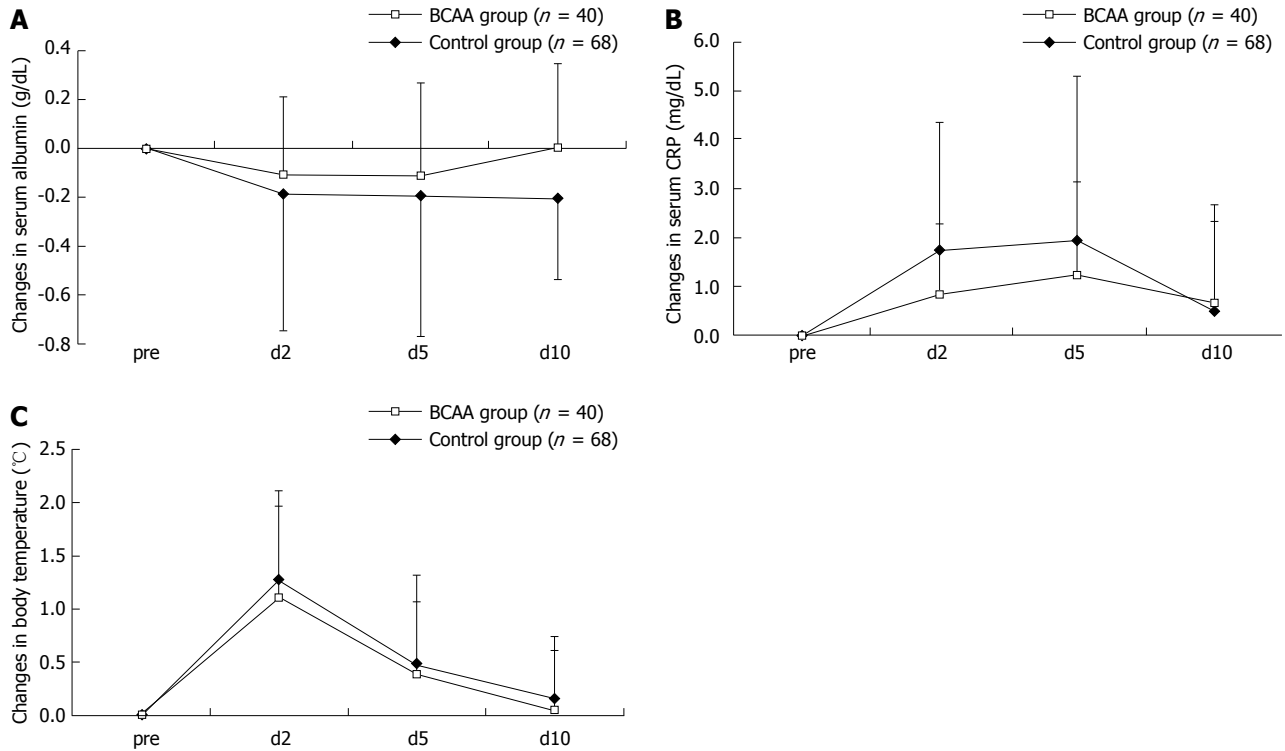 A
BCAA group (n = 40)
Control group (n = 68)
Changes in serum albumin (g/dL)
0.4
0.2
0.0
-0.2
-0.4
-0.6
-0.8
pre d2 d5 d10
B
BCAA group (n = 40)
Control group (n = 68)
Changes in serum CRP (mg/dL)
6.0
5.0
4.0
3.0
2.0
1.0
0.0
pre d2 d5 d10
C
BCAA group (n = 40)
Control group (n = 68)
Changes in body temperature (℃)
2.5
2.0
1.5
1.0
0.5
0.0
pre d2 d5 d10